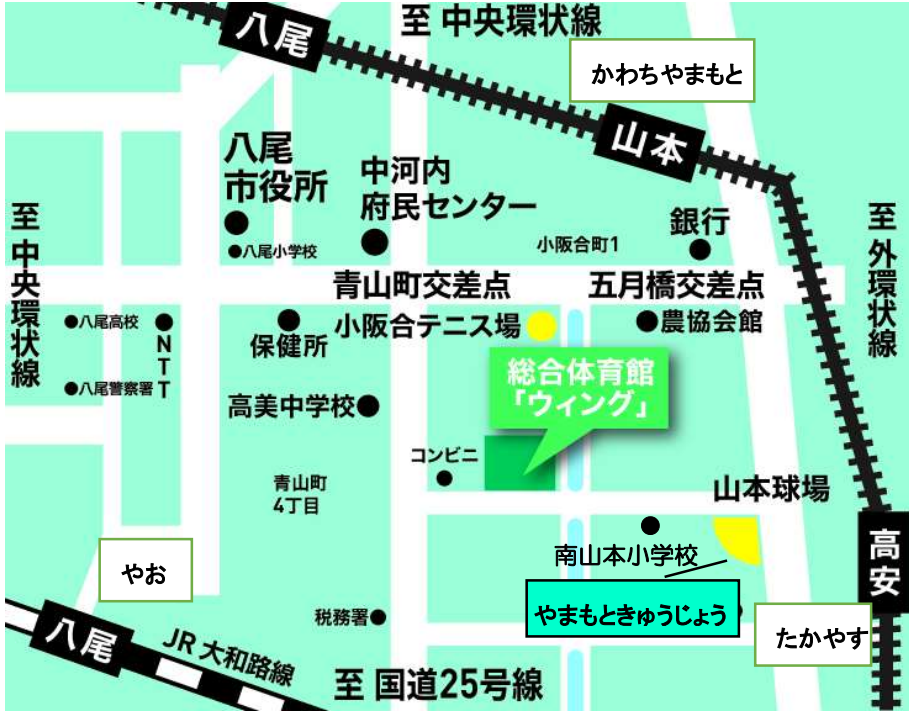 八尾
至 中央環状線
かわちやまもと
山本
八尾
市役所
中河内
府民センター
至 中央環状線
至 外環状線
銀行
小阪合町1
八尾小学校
青山町交差点
五月橋交差点
八尾高校
NTT
保健所
小阪合テニス場
農協会館
八尾警察署
総合体育館
「ウィング」
高美中学校
コンビニ
青山町
4丁目
山本球場
南山本小学校
高安
やお
やまもときゅうじょう
税務署
たかやす
八尾
JR 大和路線
至 国道25号線